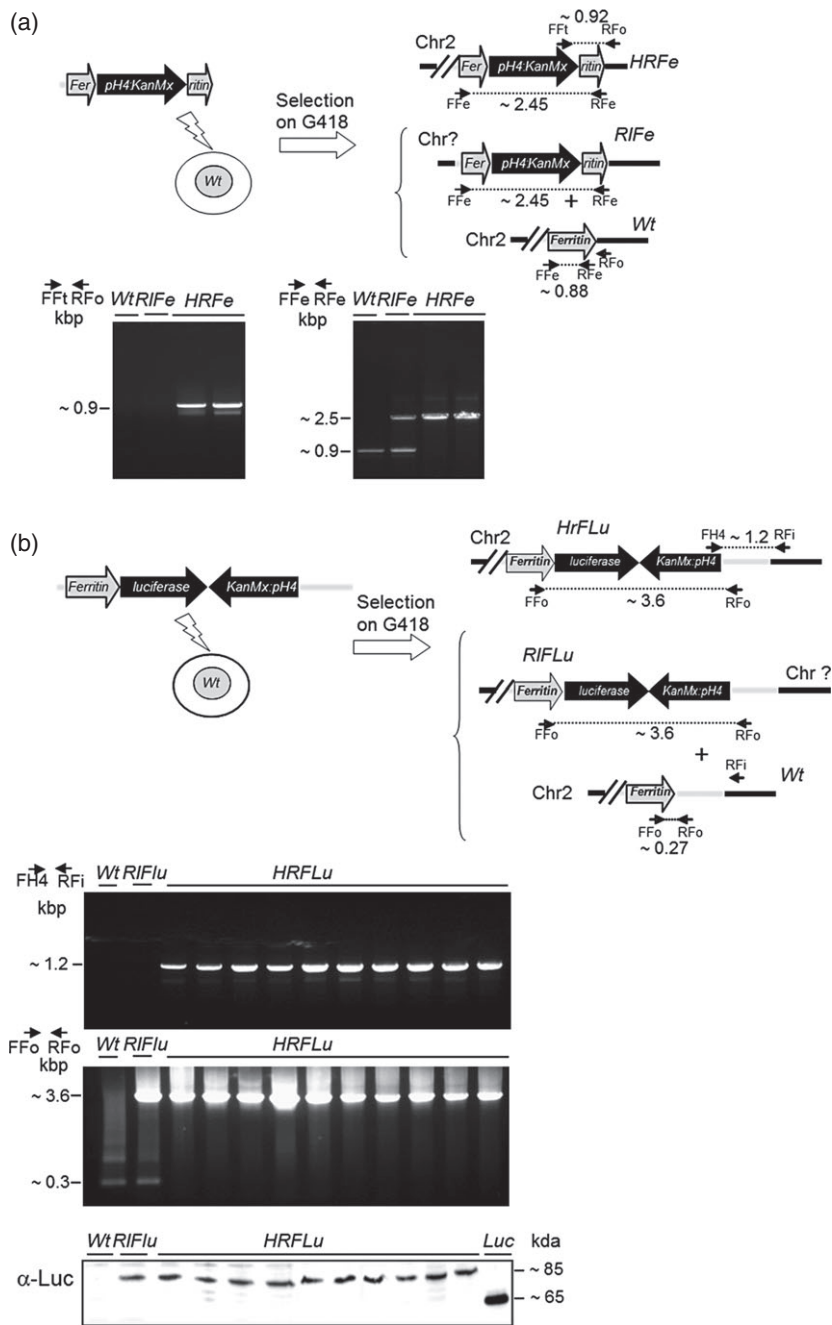 (a)
Fer pH4:KanMx ritin
Wt
Selection
on G418
~ 0.92
FFt RFo
Chr2
Fer pH4:KanMx ritin HRFe
FFe ~ 2.45 RFe
Chr? RIFe
Fer pH4:KanMx ritin
FFe ~ 2.45 + RFe
Wt
Chr2 Ferritin
RFo
FFe RFe
~ 0.88
FFt RFo Wt RIFe HRFe
kbp
~ 0.9
FFe RFe Wt RIFe HRFe
kbp
~ 2.5
~ 0.9
(b)
Ferritin luciferase KanMx:pH4
Wt
Selection
on G418
Chr2 HrFLu FH4 ~ 1.2 RFi
Ferritin luciferase KanMx:pH4
FFo ~ 3.6 RFo
RIFLu
Chr ?
Ferritin luciferase KanMx:pH4
FFo ~ 3.6 RFo
+
RFi Wt
Chr2 Ferritin
FFo RFo
~ 0.27
FH4 RFi Wt RIFlu HRFLu
kbp
~ 1.2
FFo RFo Wt RIFlu HRFLu
kbp
~ 3.6
~ 0.3
Wt RIFlu HRFLu Luc kda
α-Luc
~ 85
~ 65